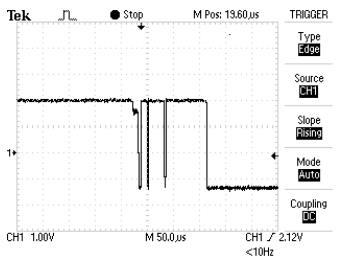 Tek Stop M Pos: 19.60µs TRIGGER
Type
Edge
Source
CH1
Slope
Rising
1
Mode
Auto
Coupling
DC
CH1 1.00V M 50.0µs CH1 2.12V
<10Hz